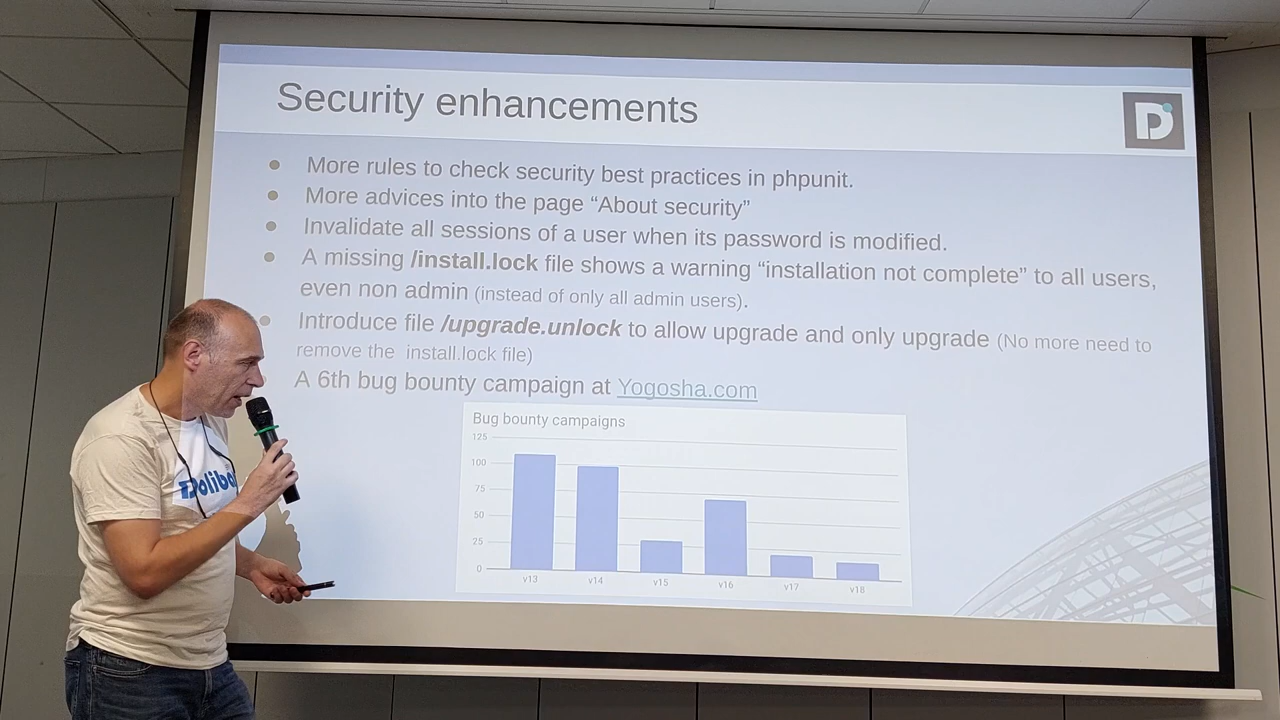 Security enhancements
D
More rules to check security best practices in phpunit.
More advices into the page “About security”
Invalidate all sessions of a user when its password is modified.
A missing /install.lock file shows a warning “installation not complete” to all users,
even non admin (instead of only all admin users).
Introduce file /upgrade.unlock to allow upgrade and only upgrade (No more need to
remove the install.lock file)
A 6th bug bounty campaign at Yogosha.com
Bug bounty campaigns
125
100
75
50
25
0
v13 v14 v15 v16 v17 v18
Doliba